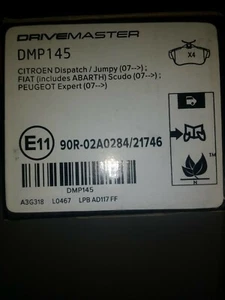 DRIVEMASTER
DMP145
X4
CITROEN Dispatch / Jumpy (07-->) ;
FIAT (includes ABARTH) Scudo (07-->) ;
PEUGEOT Expert (07-->)
E11
90R-02A0284/21746
DMP145
N
A3G318 L0467 LPB AD117 FF